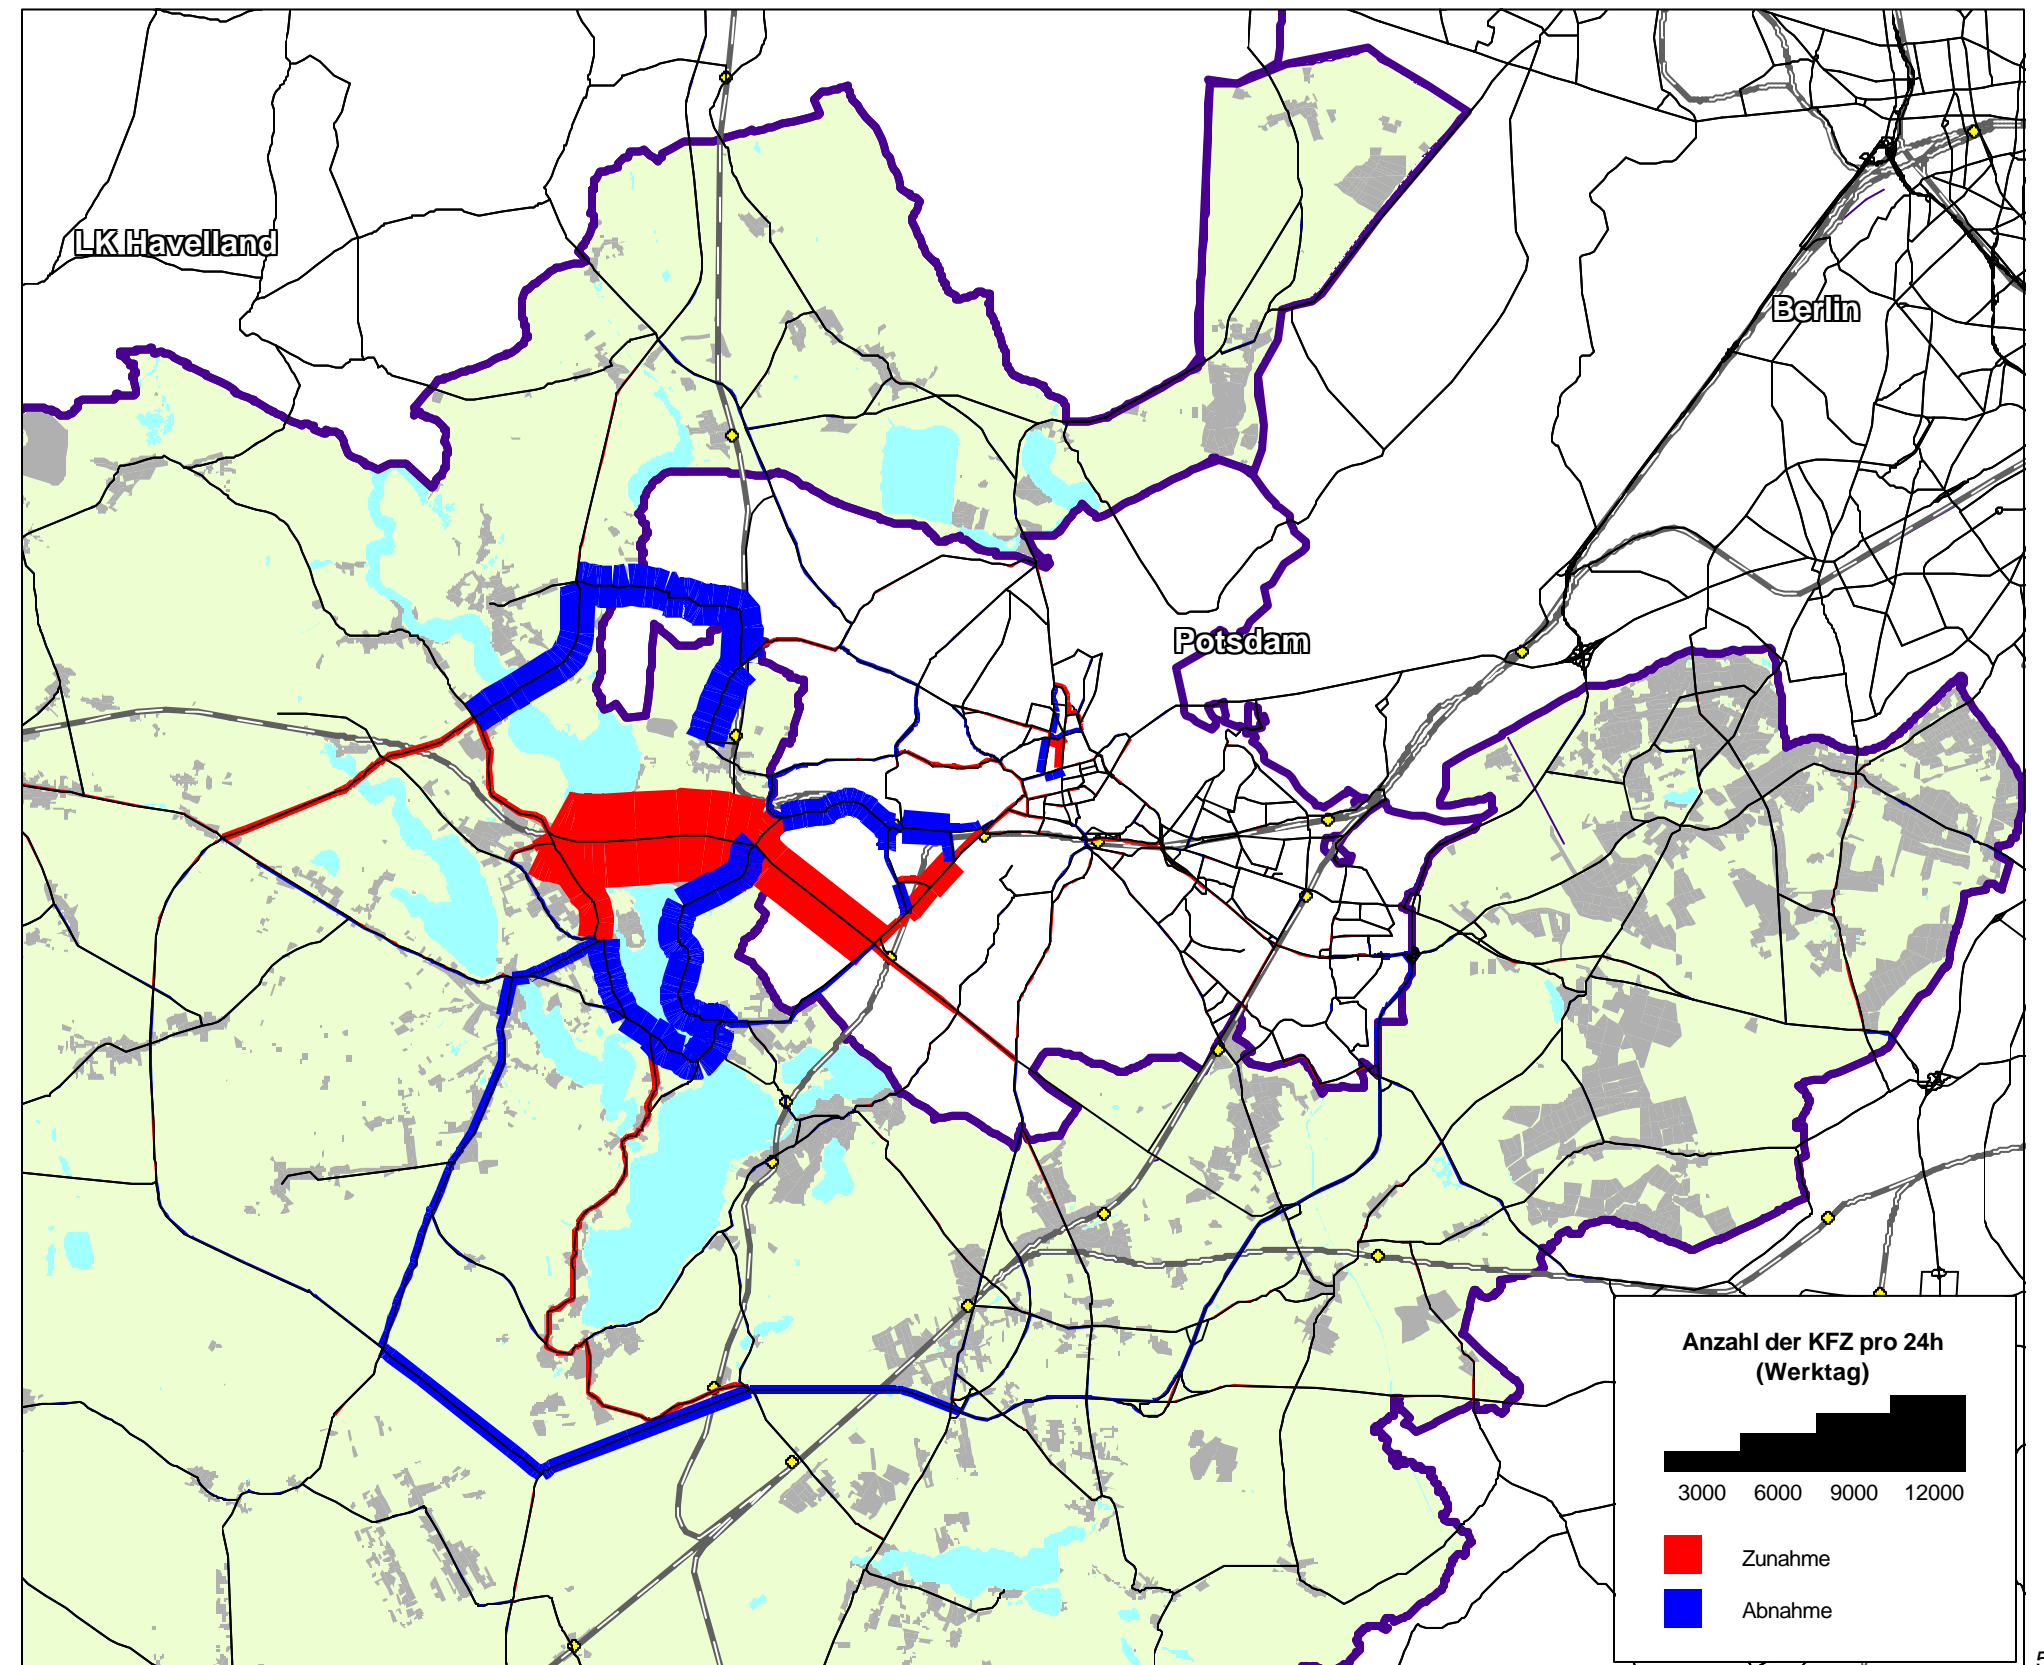 LK Havelland
Berlin
Potsdam
Anzahl der KFZ pro 24h
(Werktag)
3000 6000 9000 12000
Zunahme
Abnahme